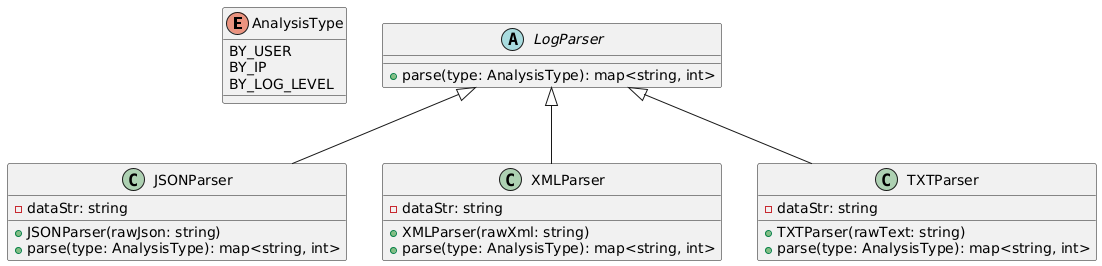 E AnalysisType
BY_USER
BY_IP
BY_LOG_LEVEL
A LogParser
parse(type: AnalysisType): map<string, int>
C JSONParser
dataStr: string
JSONParser(rawJson: string)
parse(type: AnalysisType): map<string, int>
C XMLParser
dataStr: string
XMLParser(rawXml: string)
parse(type: AnalysisType): map<string, int>
C TXTParser
dataStr: string
TXTParser(rawText: string)
parse(type: AnalysisType): map<string, int>